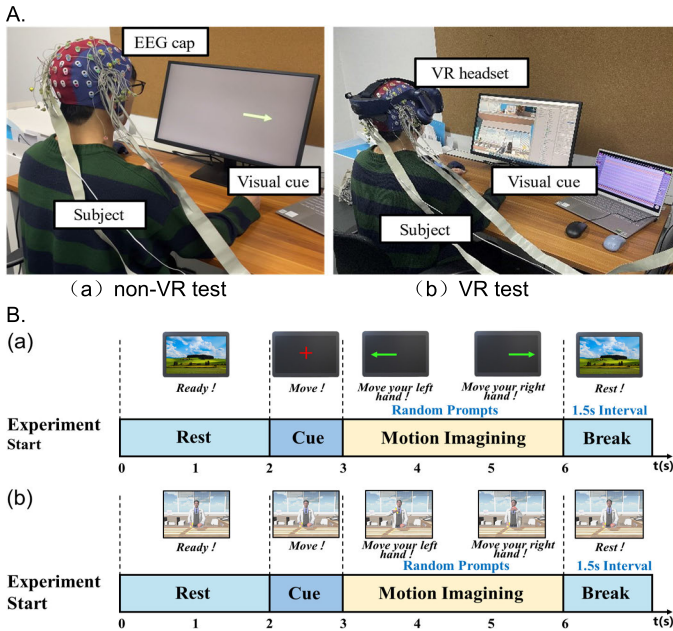 A.
EEG cap
VR headset
Visual cue
Visual cue
Subject
Subject
（a）non-VR test
（b）VR test
B.
(a)
Ready !
Move !
Move your left
hand !
Move your right
hand !
Rest !
Random Prompts
1.5s Interval
Experiment
Start
Rest
Cue
Motion Imagining
Break
0 1 2 3 4 5 6 t(s)
(b)
Ready !
Move !
Move your left
hand !
Move your right
hand !
Rest !
Random Prompts
1.5s Interval
Experiment
Start
Rest
Cue
Motion Imagining
Break
0 1 2 3 4 5 6 t(s)